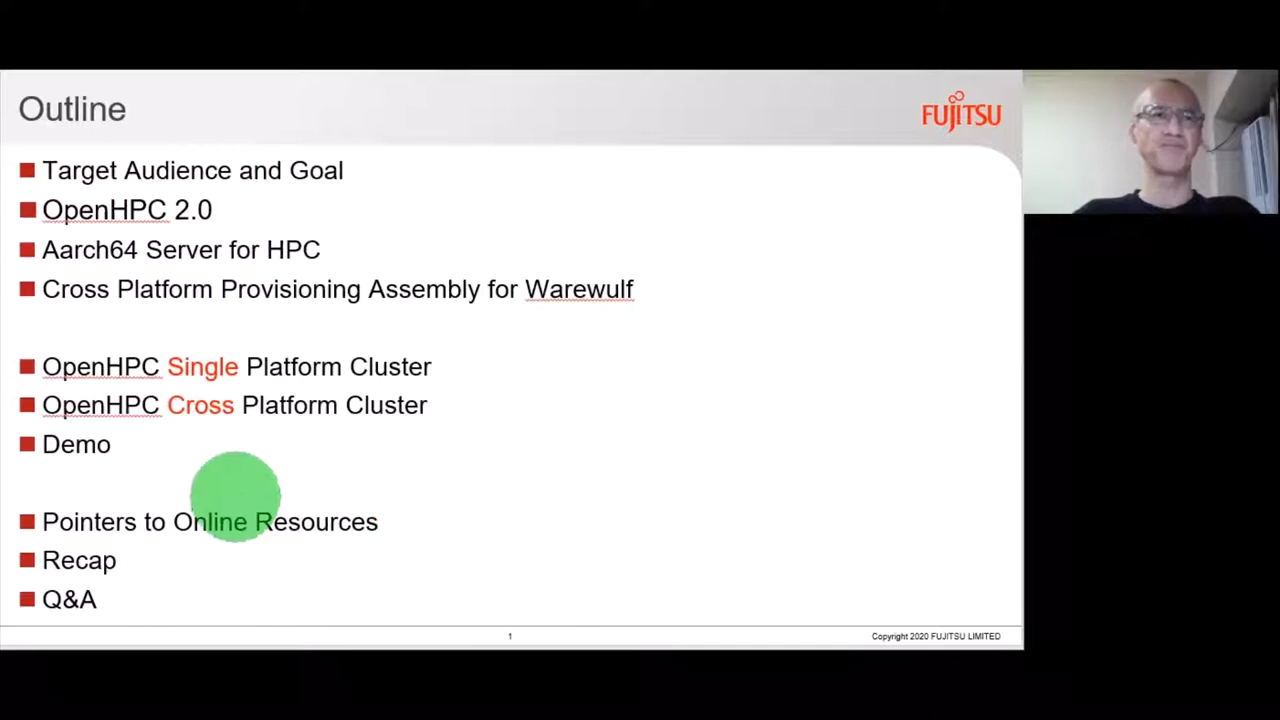 Outline
FUJITSU
Target Audience and Goal
OpenHPC 2.0
Aarch64 Server for HPC
Cross Platform Provisioning Assembly for Warewulf
OpenHPC Single Platform Cluster
OpenHPC Cross Platform Cluster
Demo
Pointers to Online Resources
Recap
Q&A
1
Copyright 2020 FUJITSU LIMITED